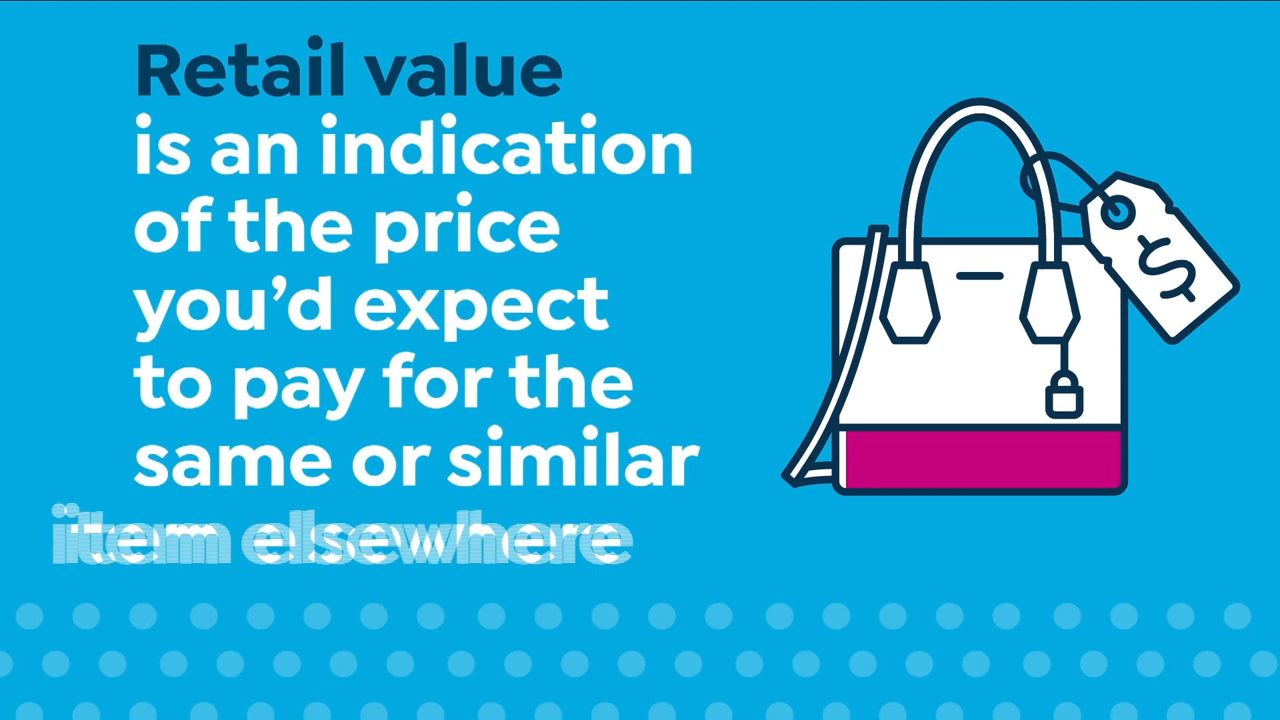 Retail value
is an indication
of the price
you’d expect
to pay for the
same or similar
item elsewhere
$